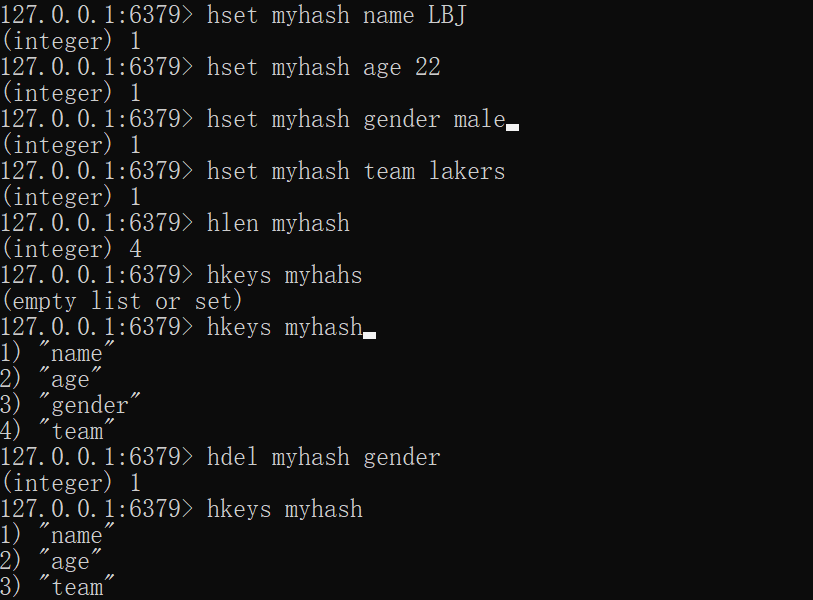 127.0.0.1:6379> hset myhash name LBJ
(integer) 1
127.0.0.1:6379> hset myhash age 22
(integer) 1
127.0.0.1:6379> hset myhash gender male
(integer) 1
127.0.0.1:6379> hset myhash team lakers
(integer) 1
127.0.0.1:6379> hlen myhash
(integer) 4
127.0.0.1:6379> hkeys myhahs
(empty list or set)
127.0.0.1:6379> hkeys myhash
1) "name"
2) "age"
3) "gender"
4) "team"
127.0.0.1:6379> hdel myhash gender
(integer) 1
127.0.0.1:6379> hkeys myhash
1) "name"
2) "age"
3) "team"